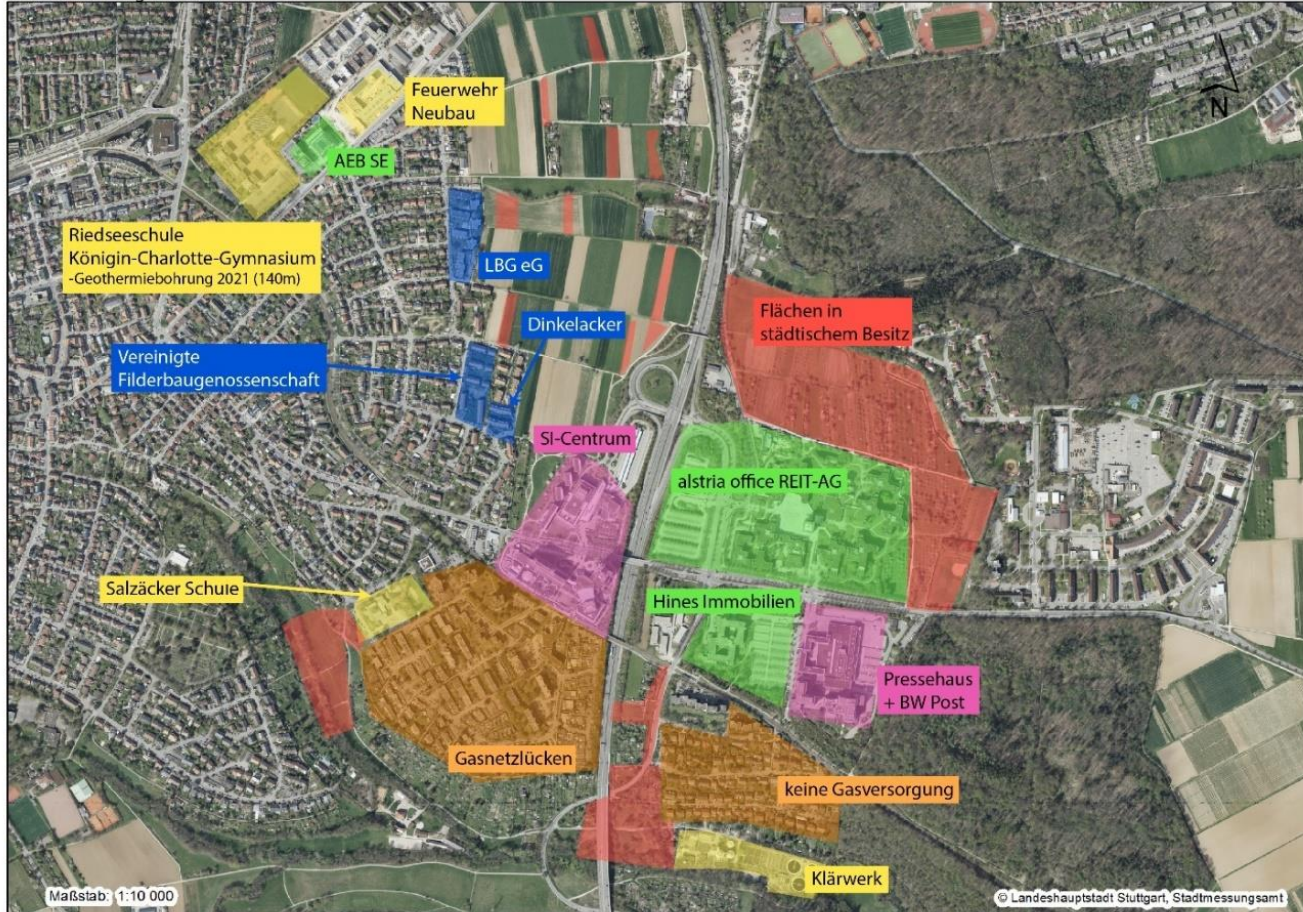 Feuerwehr
Neubau
AEB SE
N
Riedseeschule
Königin-Charlotte-Gymnasium
-Geothermiebohrung 2021 (140m)
LBG eG
Dinkelacker
Flächen in
städtischem Besitz
Vereinigte
Filderbaugenossenschaft
SI-Centrum
alstria office REIT-AG
Salzäcker Schule
Hines Immobilien
Pressehaus
+ BW Post
Gasnetzlücken
keine Gasversorgung
Klärwerk
Maßstab: 1:10 000
© Landeshauptstadt Stuttgart, Stadtmessungsamt